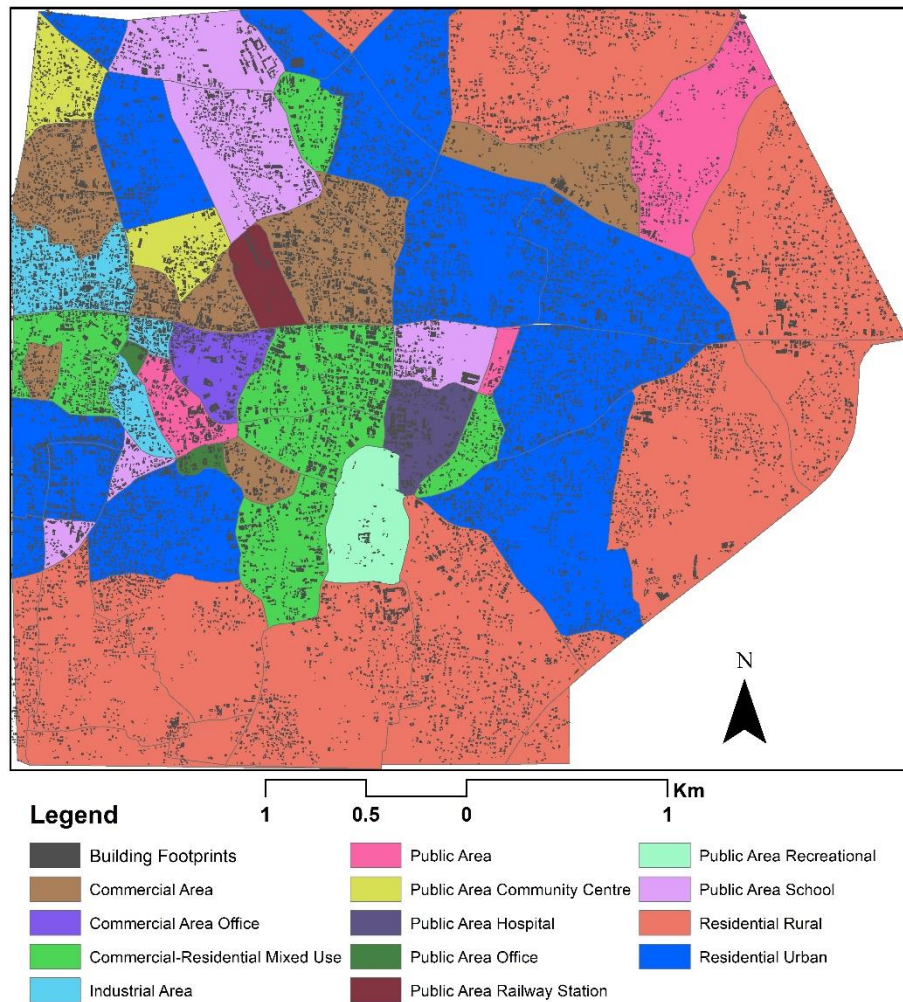 N
Km
1 0.5 0 1
Legend
Building Footprints
Commercial Area
Commercial Area Office
Commercial-Residential Mixed Use
Industrial Area
Public Area
Public Area Community Centre
Public Area Hospital
Public Area Office
Public Area Railway Station
Public Area Recreational
Public Area School
Residential Rural
Residential Urban